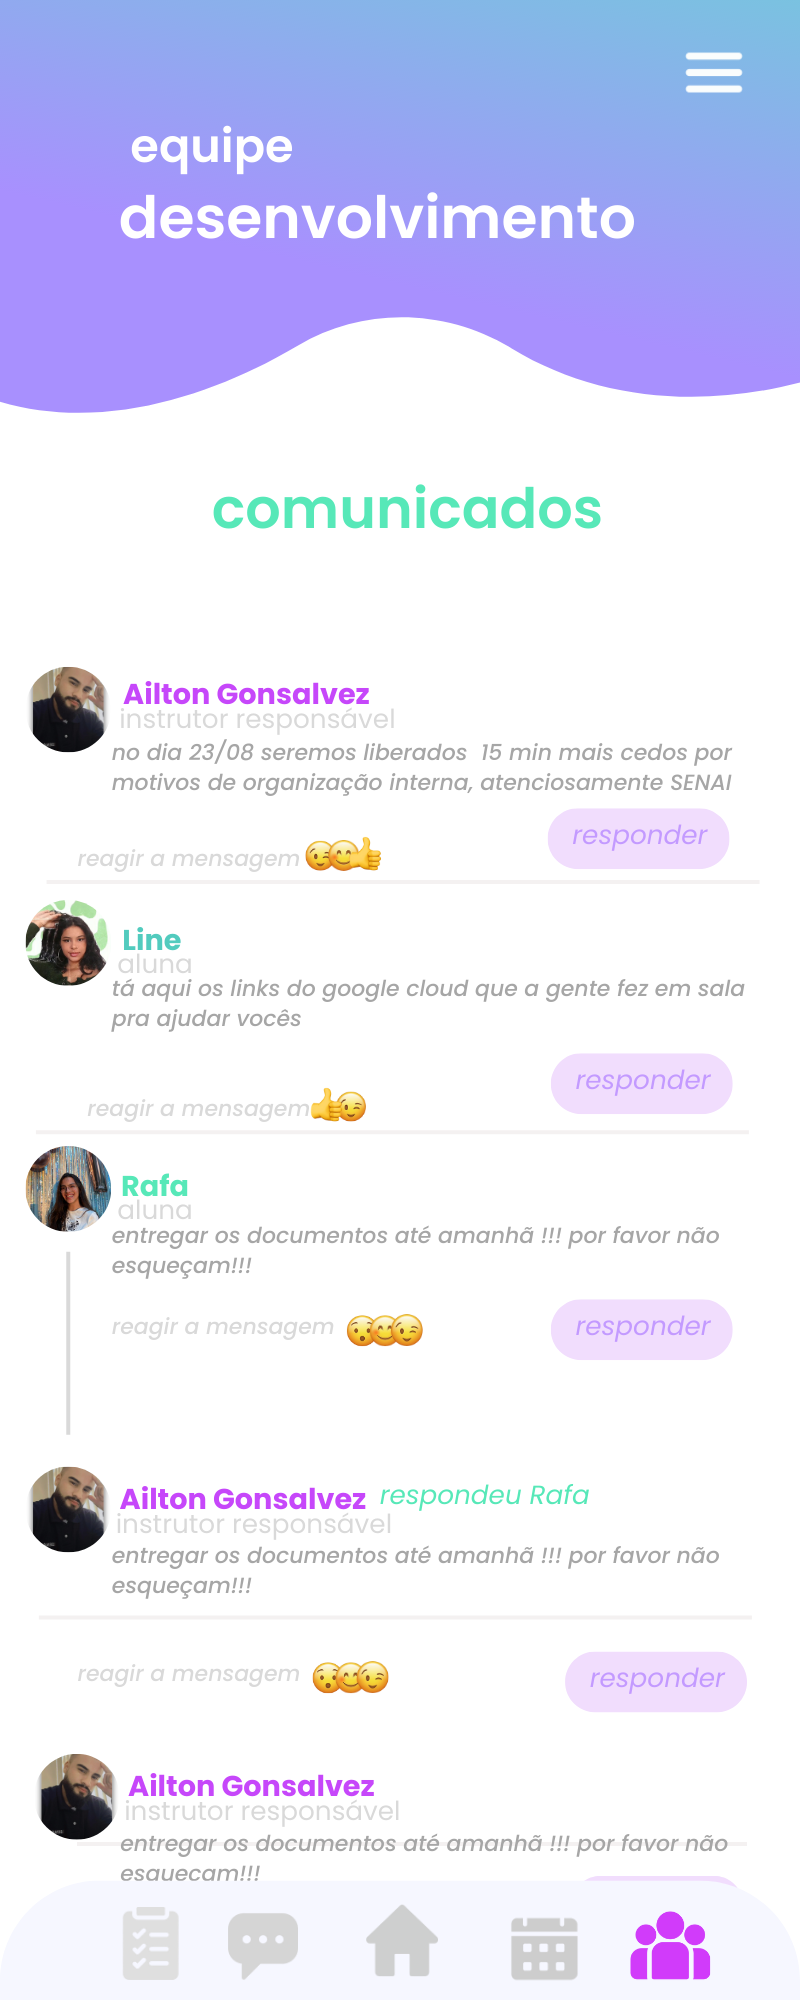 equipe
desenvolvimento
comunicados
Ailton Gonsalvez
instrutor responsável
no dia 23/08 seremos liberados  15 min mais cedos por
motivos de organização interna, atenciosamente SENAI
responder
reagir a mensagem
Line
aluna
tá aqui os links do google cloud que a gente fez em sala
pra ajudar vocês
responder
reagir a mensagem
Rafa
aluna
entregar os documentos até amanhã !!! por favor não
esqueçam!!!
reagir a mensagem
responder
Ailton Gonsalvez respondeu Rafa
instrutor responsável
entregar os documentos até amanhã !!! por favor não
esqueçam!!!
reagir a mensagem
responder
Ailton Gonsalvez
instrutor responsável
entregar os documentos até amanhã !!! por favor não
esqueçam!!!